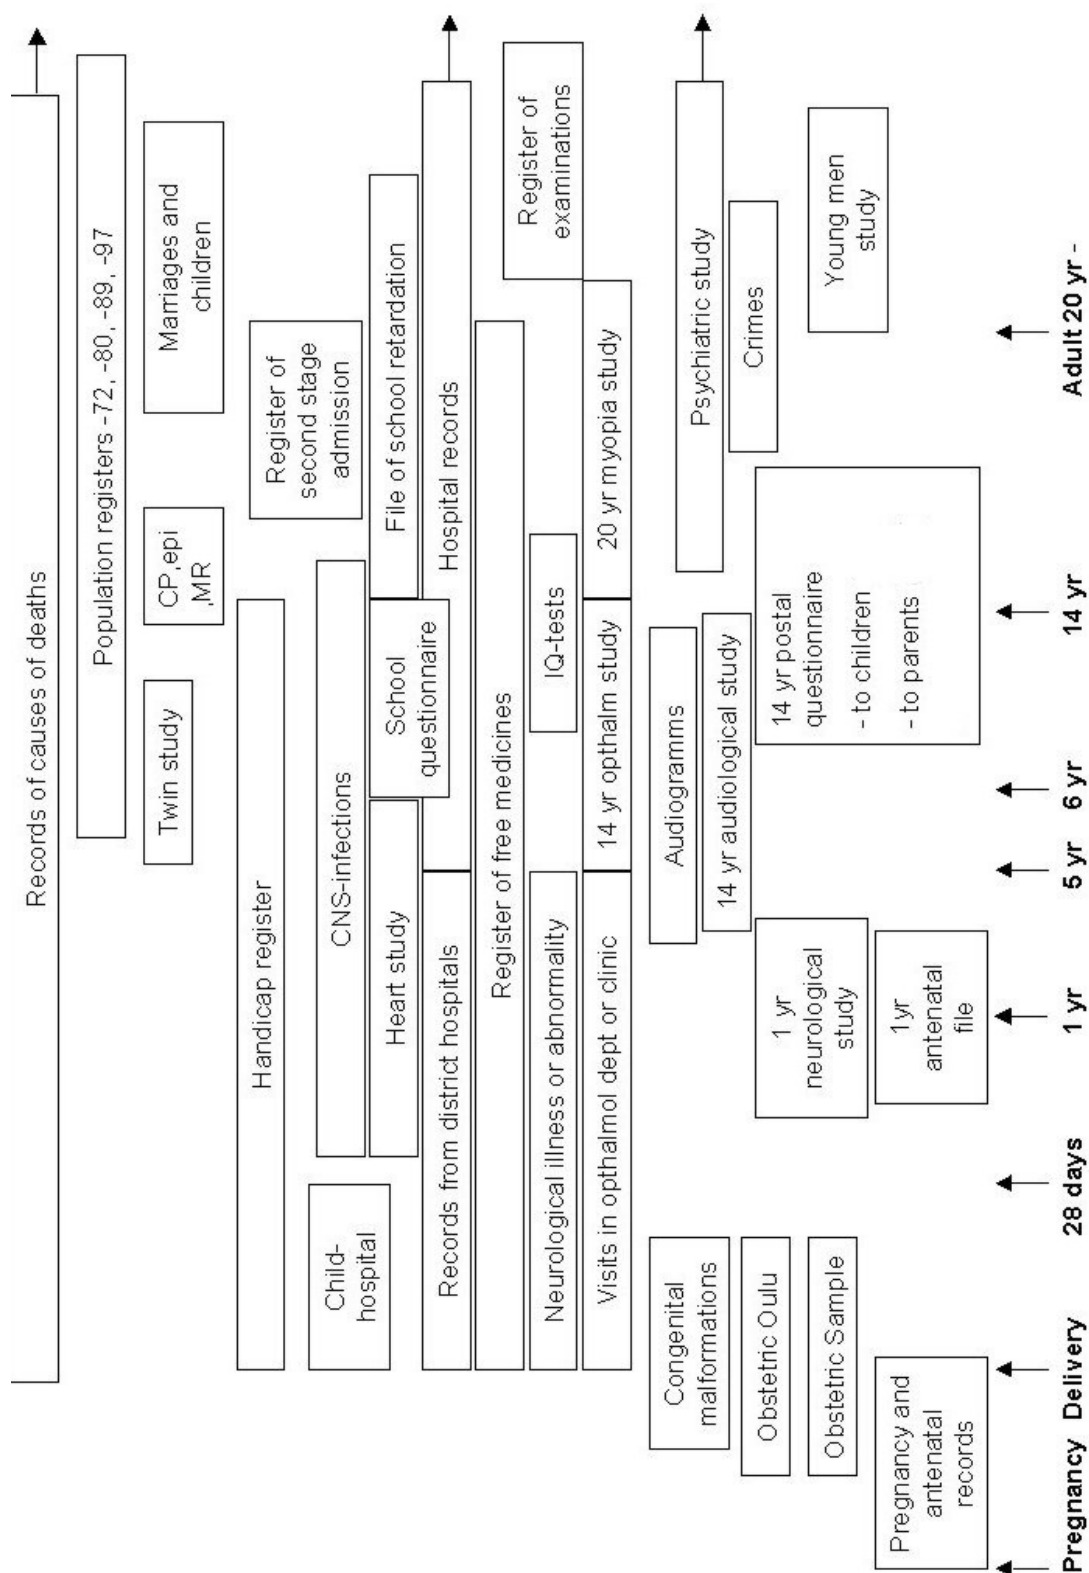 Records of causes of deaths
Population registers -72, -80, -89, -97
Twin study
CP,epi
,MR
Marriages and
children
Handicap register
Register of
second stage
admission
Child-
hospital
CNS-infections
Heart study
School
questionnaire
File of school retardation
Records from district hospitals
Hospital records
Register of free medicines
Neurological illness or abnormality
IQ-tests
Register of
examinations
Visits in opthalmol dept or clinic
14 yr opthalm study
20 yr myopia study
Congenital
malformations
Audiogramms
Psychiatric study
14 yr audiological study
Crimes
Obstetric Oulu
1 yr
neurological
study
14 yr postal
questionnaire
- to children
- to parents
Obstetric Sample
Young men
study
Pregnancy and
antenatal
records
1yr
antenatal
file
Pregnancy Delivery 28 days 1 yr 5 yr 6 yr 14 yr Adult 20 yr -